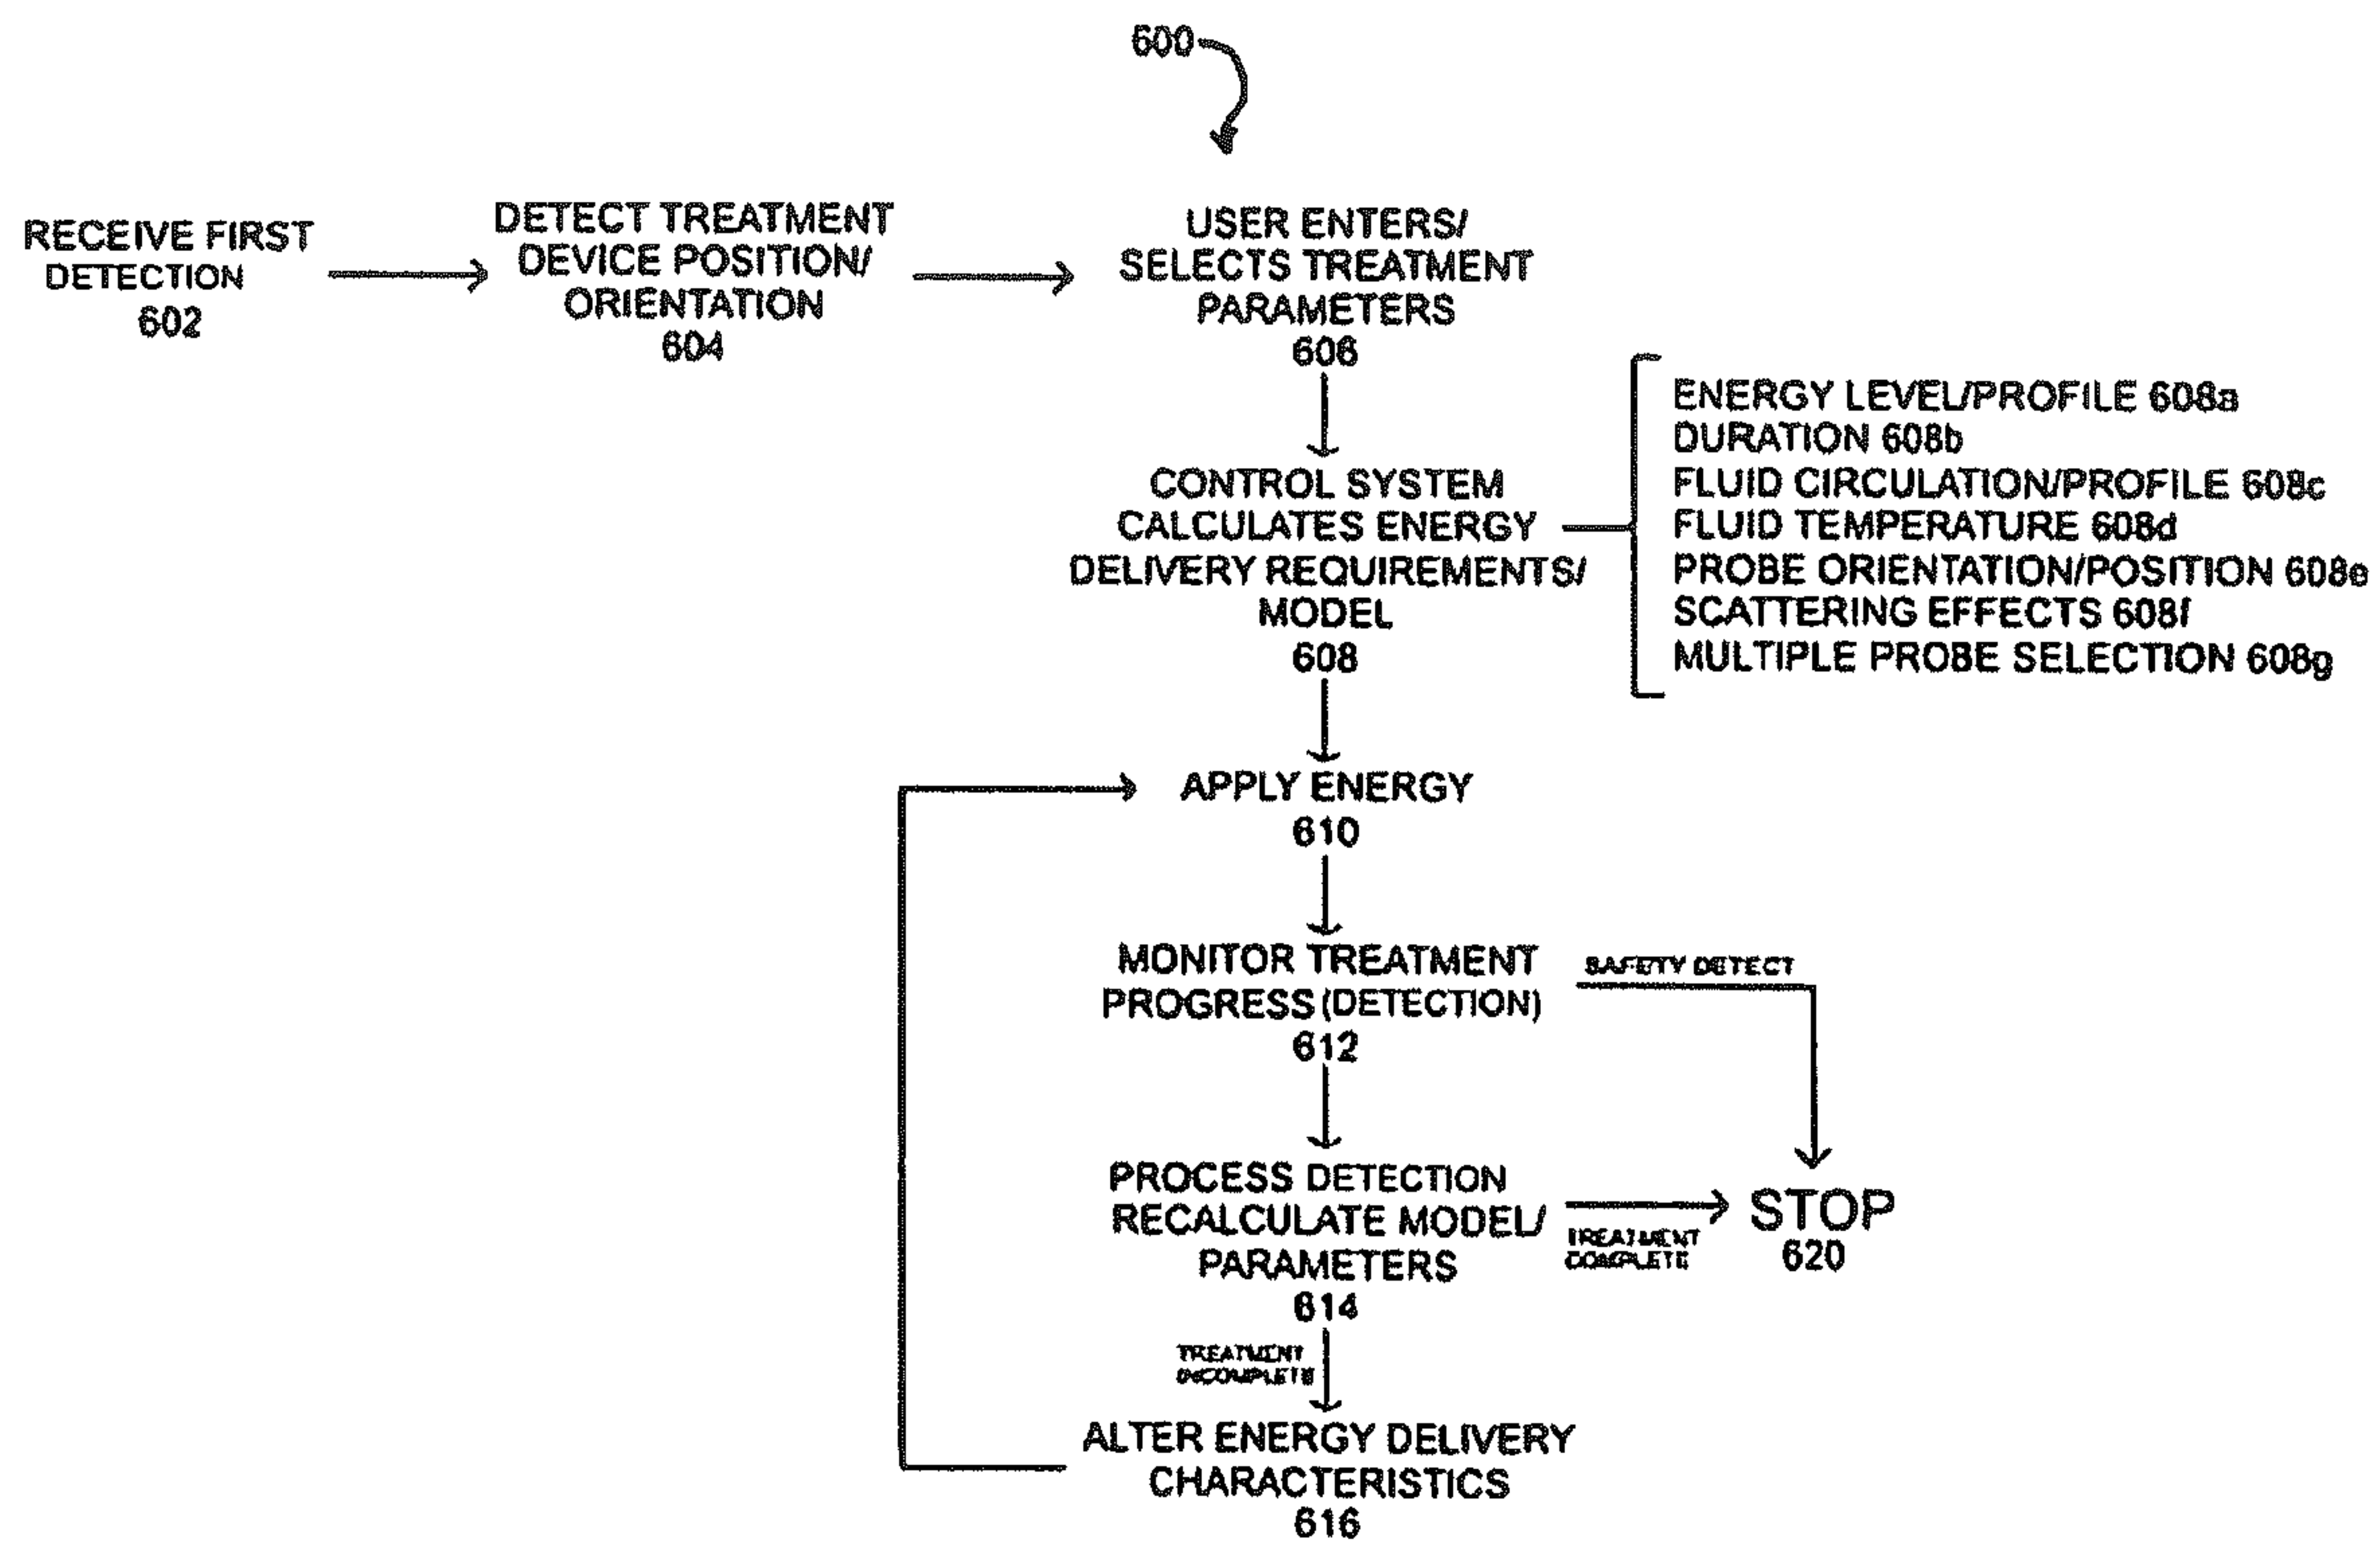 600
RECEIVE FIRST
DETECTION
602
DETECT TREATMENT
DEVICE POSITION/
ORIENTATION
604
USER ENTERS/
SELECTS TREATMENT
PARAMETERS
606
CONTROL SYSTEM
CALCULATES ENERGY
DELIVERY REQUIREMENTS/
MODEL
608
ENERGY LEVEL/PROFILE 608a
DURATION 608b
FLUID CIRCULATION/PROFILE 608c
FLUID TEMPERATURE 608d
PROBE ORIENTATION/POSITION 608e
SCATTERING EFFECTS 608f
MULTIPLE PROBE SELECTION 608g
APPLY ENERGY
610
MONITOR TREATMENT
PROGRESS (DETECTION)
612
SAFETY DETECT
PROCESS DETECTION
RECALCULATE MODEL/
PARAMETERS
614
TREATMENT
COMPLETE
STOP
620
TREATMENT
INCOMPLETE
ALTER ENERGY DELIVERY
CHARACTERISTICS
616